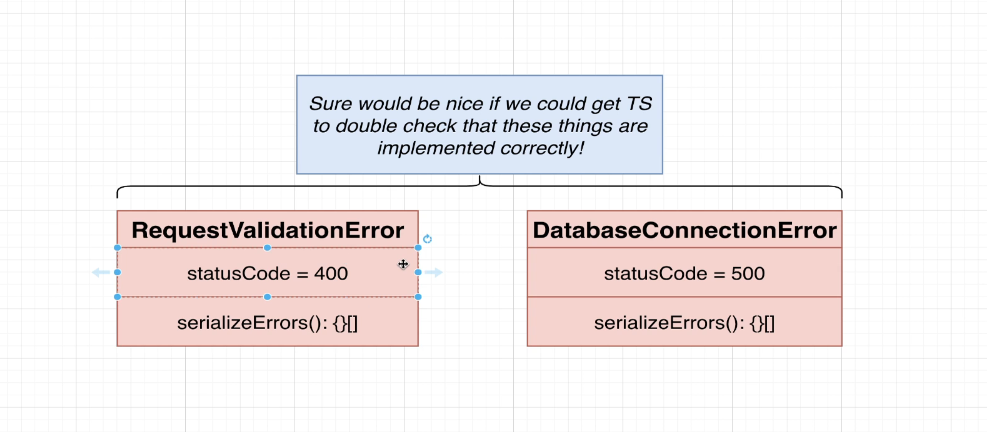 Sure would be nice if we could get TS
to double check that these things are
implemented correctly!
RequestValidationError
statusCode = 400
serializeErrors(): {}[]
DatabaseConnectionError
statusCode = 500
serializeErrors(): {}[]